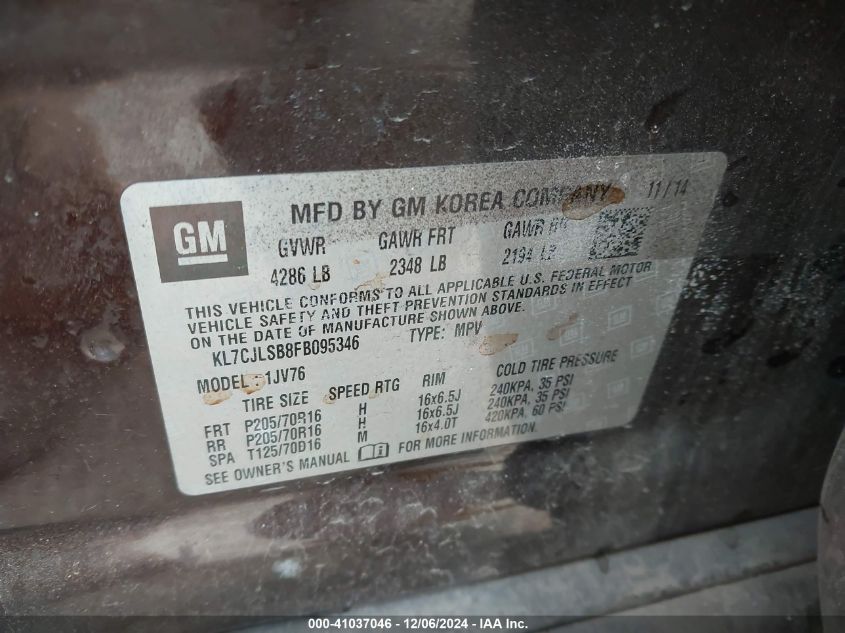 GM
MFD BY GM KOREA COMPANY 11/14
GVWR GAWR FRT GAWR RR
4286 LB 2348 LB 2194 LB
THIS VEHICLE CONFORMS TO ALL APPLICABLE U.S. FEDERAL MOTOR
VEHICLE SAFETY AND THEFT PREVENTION STANDARDS IN EFFECT
ON THE DATE OF MANUFACTURE SHOWN ABOVE.
KL7CJLSB8FB095346 TYPE: MPV
MODEL: 1JV76
TIRE SIZE SPEED RTG RIM COLD TIRE PRESSURE
FRT P205/70R16 H 16x6.5J 240KPA, 35 PSI
RR P205/70R16 H 16x6.5J 240KPA, 35 PSI
SPA T125/70D16 M 16x4.0T 420KPA, 60 PSI
SEE OWNER'S MANUAL FOR MORE INFORMATION.
000-41037046 - 12/06/2024 - IAA Inc.